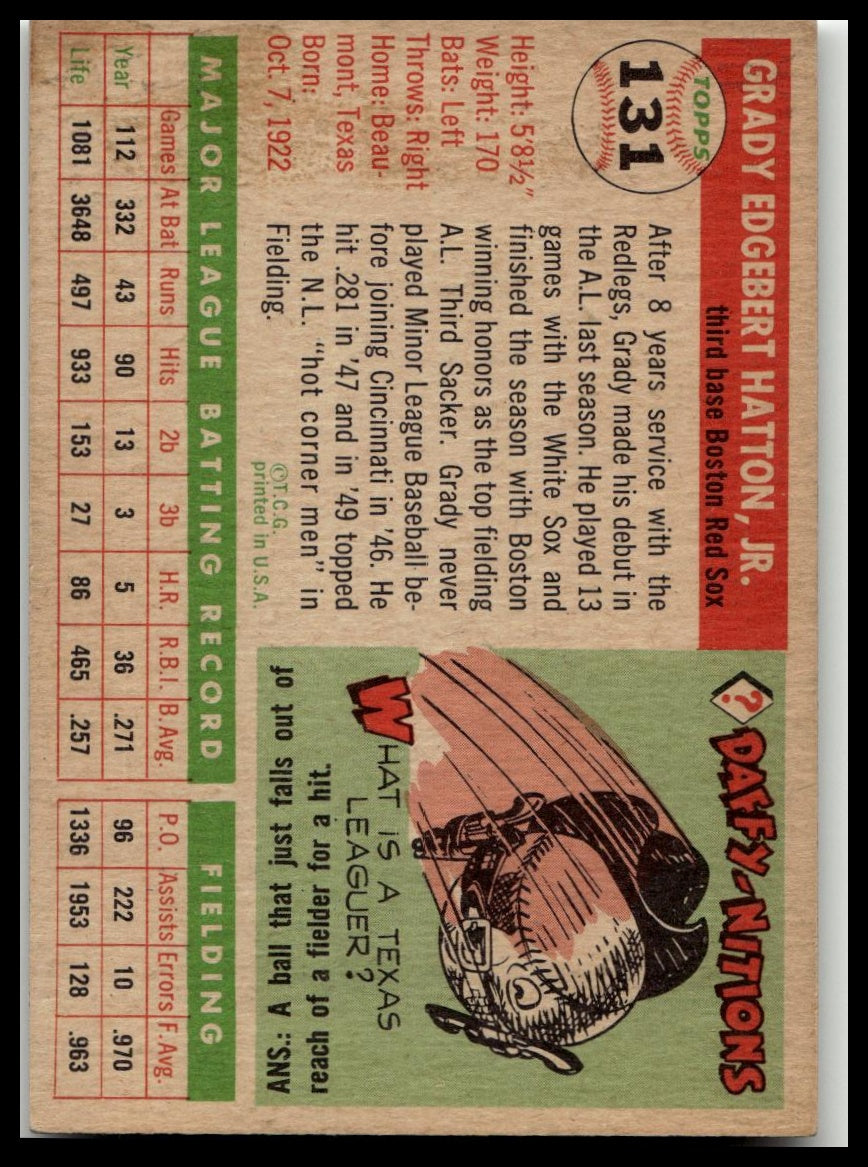 TOPPS
131
GRADY EDGEBERT HATTON, JR.
third base Boston Red Sox
Height: 5'8½"
Weight: 170
Bats: Left
Throws: Right
Home: Beau-
mont, Texas
Born:
Oct. 7, 1922
After 8 years service with the
Redlegs, Grady made his debut in
the A.L. last season. He played 13
games with the White Sox and
finished the season with Boston
winning honors as the top fielding
A.L. Third Sacker. Grady never
played Minor League Baseball be-
fore joining Cincinnati in '46. He
hit .281 in '47 and in '49 topped
the N.L. "hot corner men" in
Fielding.
©T.C.G.
printed in U.S.A.
? DAFFY-NITIONS
WHAT IS A TEXAS
LEAGUER?
ANS.: A ball that just falls out of
reach of a fielder for a hit.
MAJOR LEAGUE BATTING RECORD FIELDING
Games At Bat Runs Hits 2b 3b H.R. R.B.I. B.Avg. P.O. Assists Errors F.Avg.
Year 112 332 43 90 13 3 5 36 .271 96 222 10 .970
Life 1081 3648 497 933 153 27 86 465 .257 1336 1953 128 .963